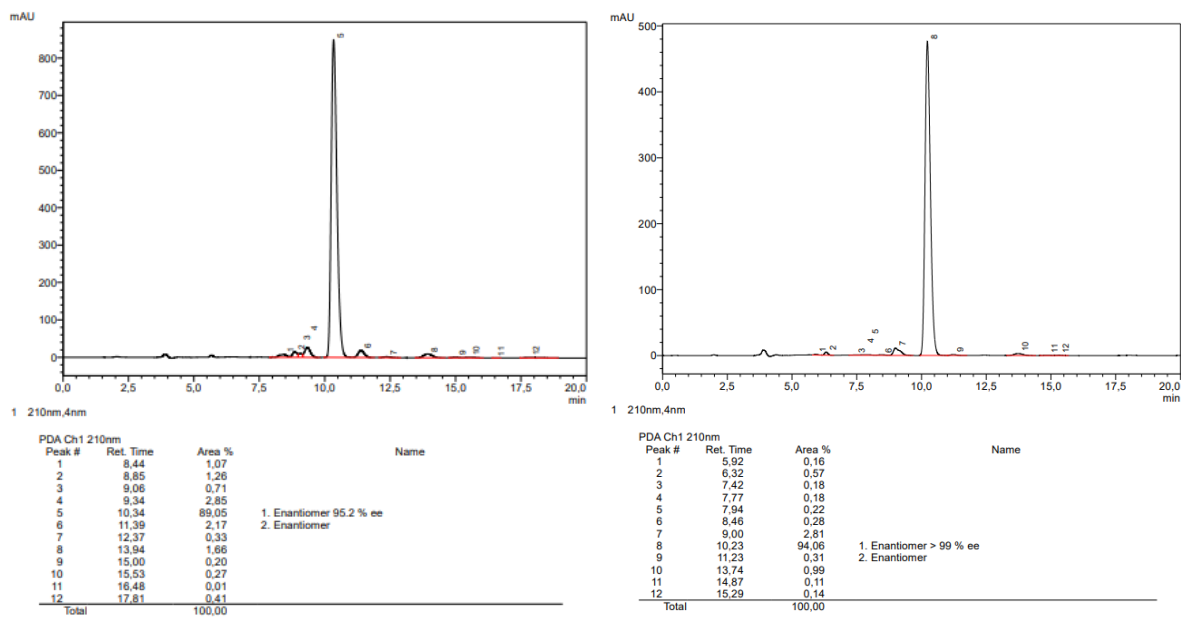 mAU
5
800
700
600
500
400
300
200
100
0
1 2 3 4 6 7 8 9 10 11 12
0,0 2,5 5,0 7,5 10,0 12,5 15,0 17,5 20,0
min
1 210nm,4nm
PDA Ch1 210nm
Peak # Ret. Time Area % Name
1 8,44 1,07
2 8,85 1,26
3 9,06 0,71
4 9,34 2,85
5 10,34 89,05 1. Enantiomer 95.2 % ee
6 11,39 2,17 2. Enantiomer
7 12,37 0,33
8 13,94 1,66
9 15,00 0,20
10 15,53 0,27
11 16,48 0,01
12 17,81 0,41
Total 100,00
mAU
500
8
400
300
200
100
0
1 2 3 4 5 6 7 9 10 11 12
0,0 2,5 5,0 7,5 10,0 12,5 15,0 17,5 20,0
min
1 210nm,4nm
PDA Ch1 210nm
Peak # Ret. Time Area % Name
1 5,92 0,16
2 6,32 0,57
3 7,42 0,18
4 7,77 0,18
5 7,94 0,22
6 8,46 0,28
7 9,00 2,81
8 10,23 94,06 1. Enantiomer > 99 % ee
9 11,23 0,31 2. Enantiomer
10 13,74 0,99
11 14,87 0,11
12 15,29 0,14
Total 100,00